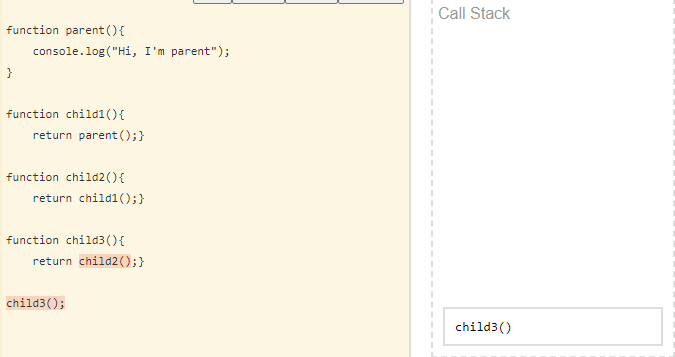 Call Stack
function parent(){
    console.log("Hi, I'm parent");
}
function child1(){
    return parent();}
function child2(){
    return child1();}
function child3(){
    return child2();}
child3();
child3()